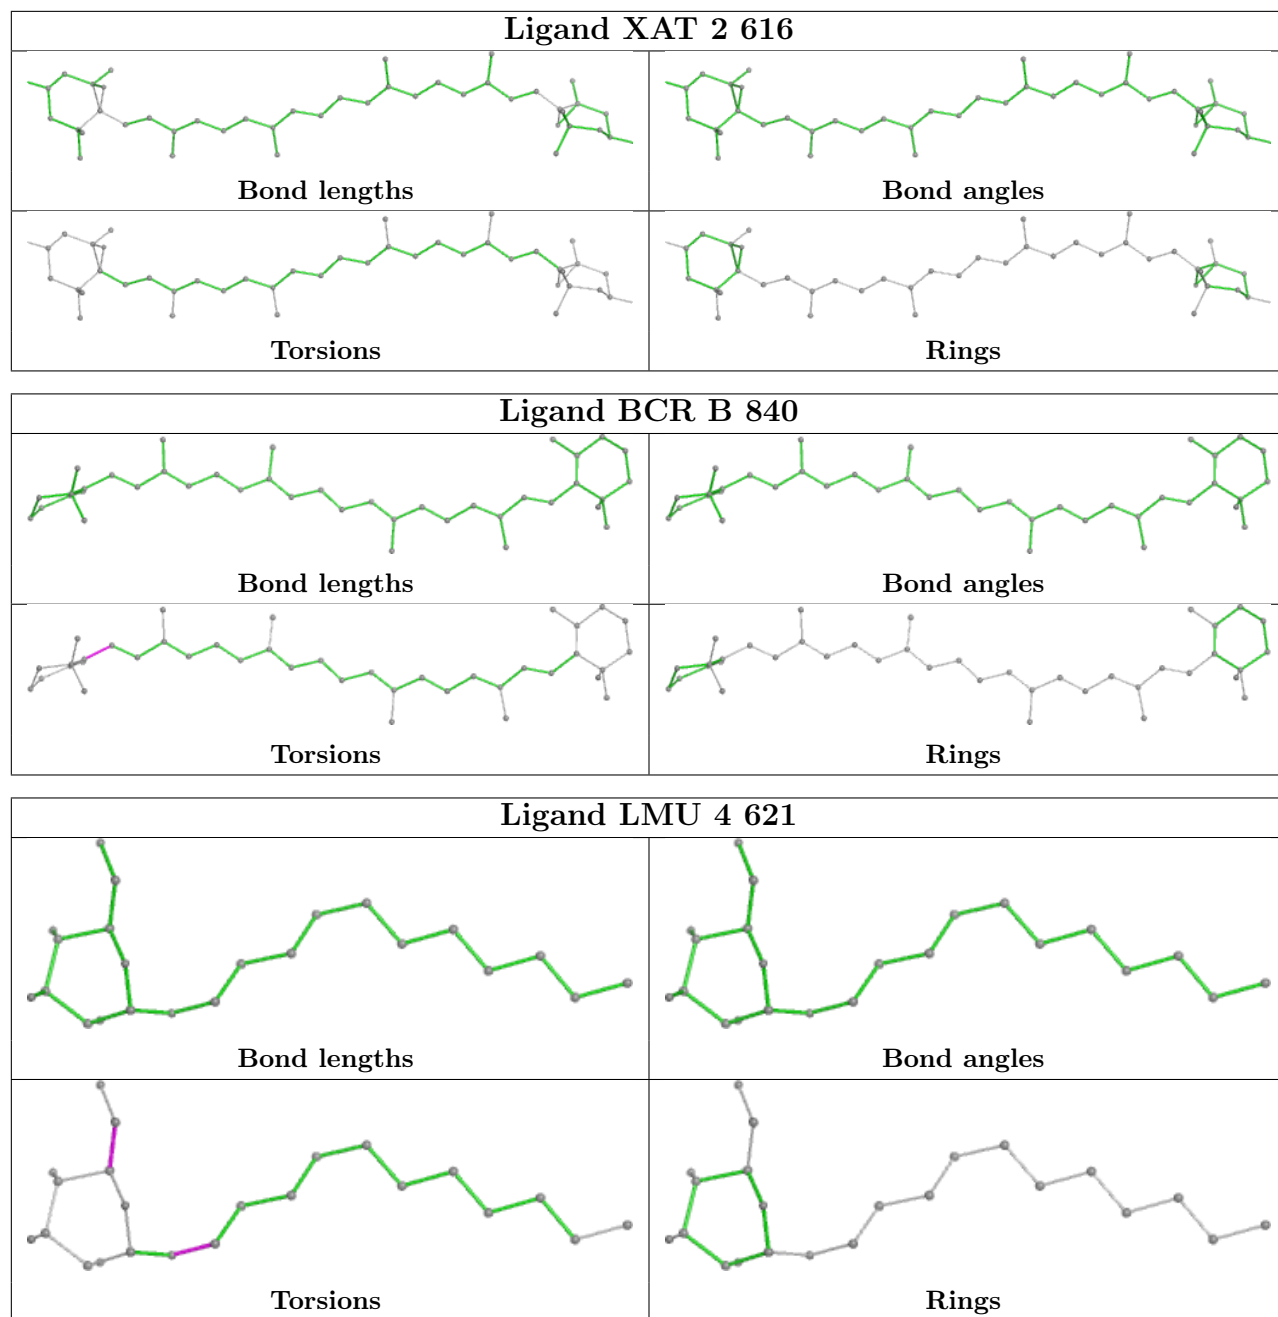 Ligand XAT 2 616
Bond lengths
Bond angles
Torsions
Rings
Ligand BCR B 840
Bond lengths
Bond angles
Torsions
Rings
Ligand LMU 4 621
Bond lengths
Bond angles
Torsions
Rings